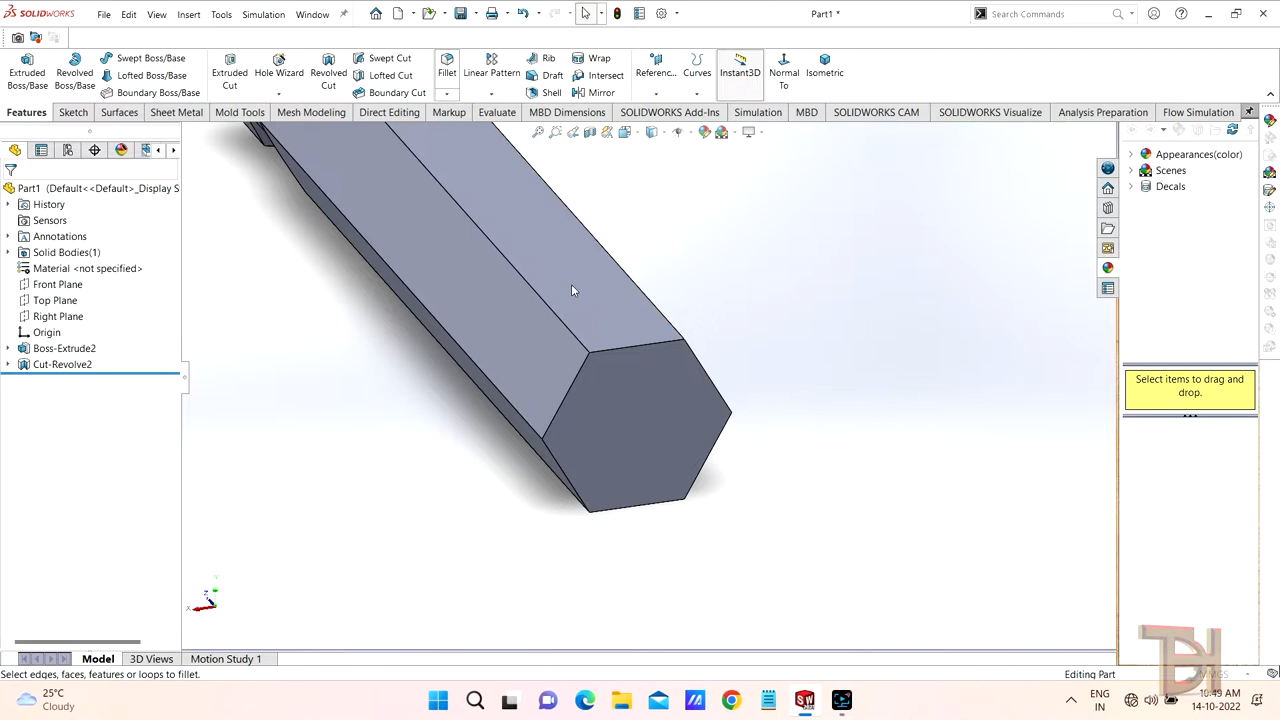 SOLIDWORKS File Edit View Insert Tools Simulation Window Part1 * Search Commands
Extruded Boss/Base Revolved Boss/Base Swept Boss/Base Lofted Boss/Base Boundary Boss/Base Extruded Cut Hole Wizard Revolved Cut Swept Cut Lofted Cut Boundary Cut Fillet Linear Pattern Rib Draft Shell Wrap Intersect Mirror Referenc... Curves Instant3D Normal To Isometric
Features Sketch Surfaces Sheet Metal Mold Tools Mesh Modeling Direct Editing Markup Evaluate MBD Dimensions SOLIDWORKS Add-Ins Simulation MBD SOLIDWORKS CAM SOLIDWORKS Visualize Analysis Preparation Flow Simulation
Part1 (Default<<Default>_Display S
History
Sensors
Annotations
Solid Bodies(1)
Material <not specified>
Front Plane
Top Plane
Right Plane
Origin
Boss-Extrude2
Cut-Revolve2
Appearances(color)
Scenes
Decals
Select items to drag and
drop.
Y
Z
X
Model 3D Views Motion Study 1
Select edges, faces, features or loops to fillet. Editing Part MMGS
25°C
Cloudy
ENG
IN
10:49 AM
14-10-2022